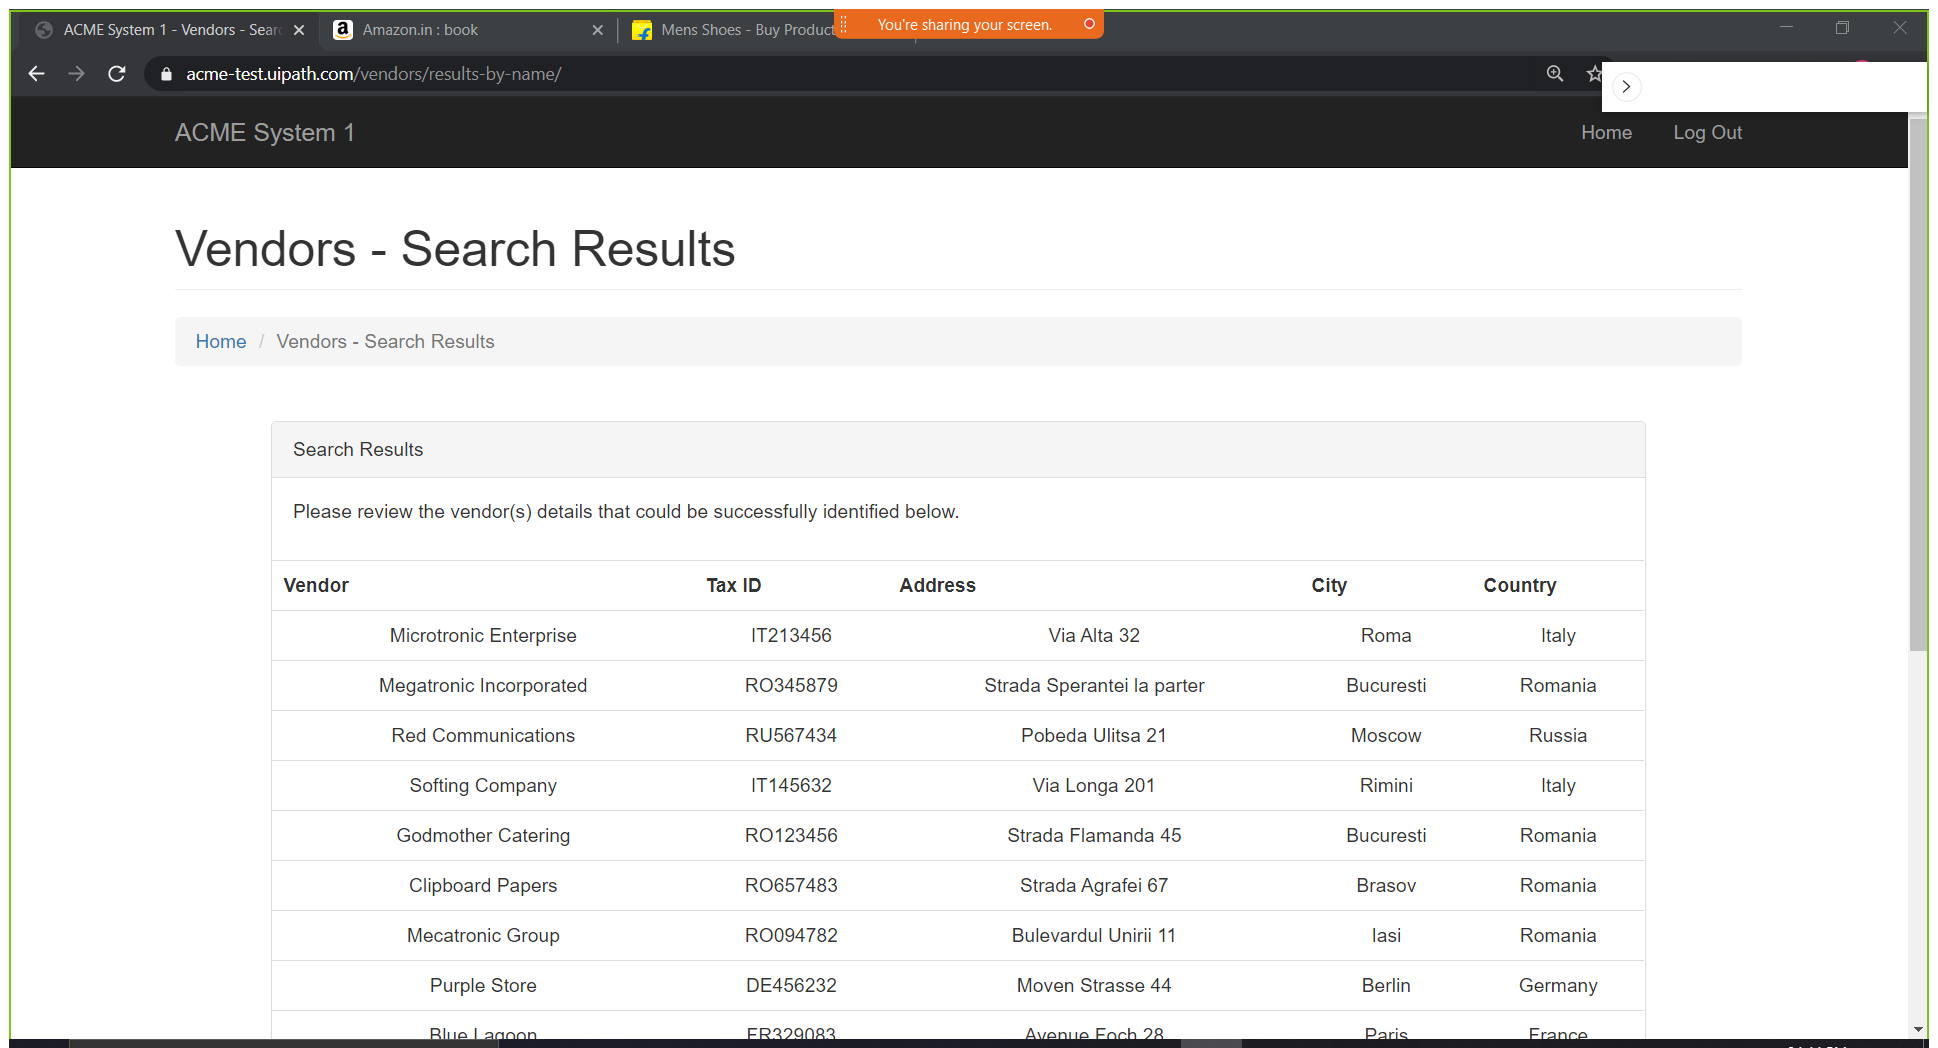 ACME System 1 - Vendors - Sear
Amazon.in : book
Mens Shoes - Buy Product
You're sharing your screen.
acme-test.uipath.com/vendors/results-by-name/
ACME System 1
Home
Log Out
Vendors - Search Results
Home / Vendors - Search Results
Search Results
Please review the vendor(s) details that could be successfully identified below.
Vendor Tax ID Address City Country
Microtronic Enterprise IT213456 Via Alta 32 Roma Italy
Megatronic Incorporated RO345879 Strada Sperantei la parter Bucuresti Romania
Red Communications RU567434 Pobeda Ulitsa 21 Moscow Russia
Softing Company IT145632 Via Longa 201 Rimini Italy
Godmother Catering RO123456 Strada Flamanda 45 Bucuresti Romania
Clipboard Papers RO657483 Strada Agrafei 67 Brasov Romania
Mecatronic Group RO094782 Bulevardul Unirii 11 Iasi Romania
Purple Store DE456232 Moven Strasse 44 Berlin Germany
Blue Lagoon FR329083 Avenue Foch 28 Paris France